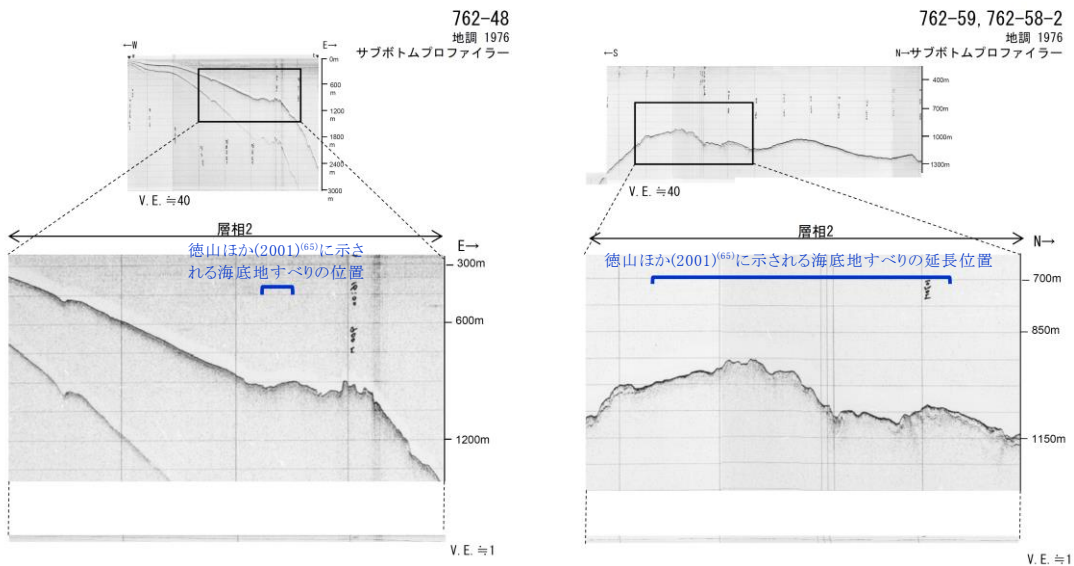 762-48
地調 1976
サブボトムプロファイラー
←W
E→
0m
600
m
1200
m
1800
m
2400
m
3000
m
V.E.≒40
層相2
徳山ほか(2001)(65)に示さ
れる海底地すべりの位置
E→
300m
600m
1200m
V.E.≒1
762-59, 762-58-2
地調 1976
←S
N→サブボトムプロファイラー
400m
700m
1000m
1300m
V.E.≒40
層相2
N→
徳山ほか(2001)(65)に示される海底地すべりの延長位置
700m
850m
1150m
V.E.≒1